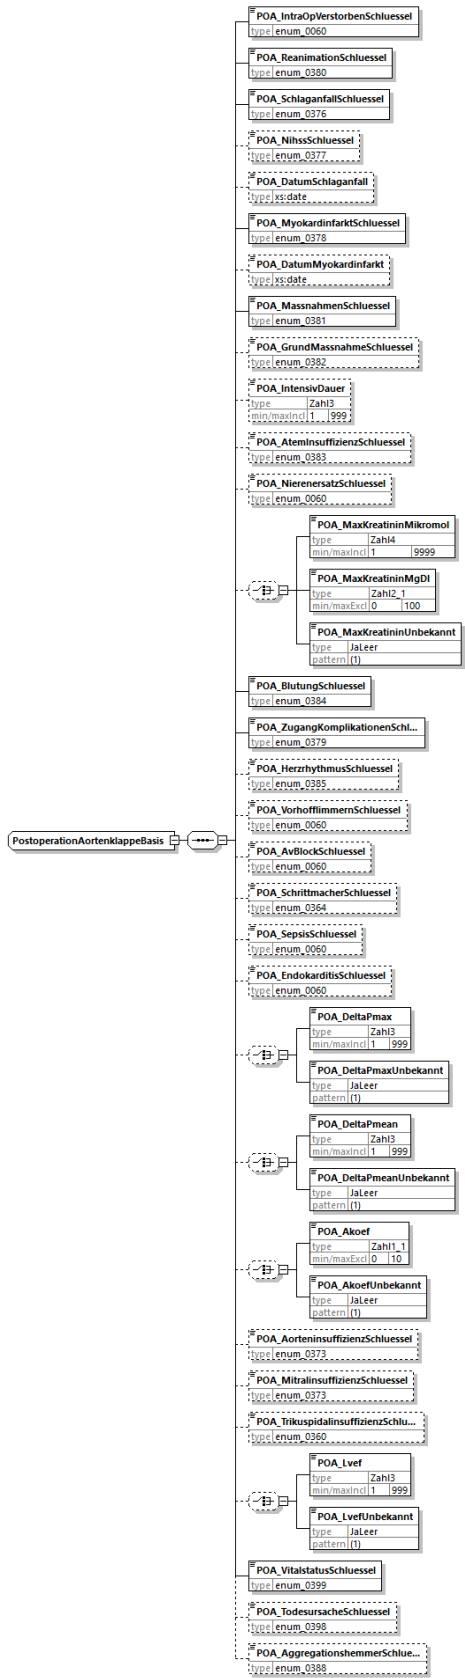 POA_IntraOpVerstorbenSchluessel
type enum_0060
POA_ReanimationSchluessel
type enum_0380
POA_SchlaganfallSchluessel
type enum_0376
POA_NihssSchluessel
type enum_0377
POA_DatumSchlaganfall
type xs:date
POA_MyokardinfarktSchluessel
type enum_0378
POA_DatumMyokardinfarkt
type xs:date
POA_MassnahmenSchluessel
type enum_0381
POA_GrundMassnahmeSchluessel
type enum_0382
POA_IntensivDauer
type Zahl3
min/maxIncl 1 999
POA_AtemInsuffizienzSchluessel
type enum_0383
POA_NierenersatzSchluessel
type enum_0060
POA_MaxKreatininMikromol
type Zahl4
min/maxIncl 1 9999
POA_MaxKreatininMgDl
type Zahl2_1
min/maxExcl 0 100
POA_MaxKreatininUnbekannt
type JaLeer
pattern (1)
POA_BlutungSchluessel
type enum_0384
POA_ZugangKomplikationenSchl...
type enum_0379
POA_HerzrhythmusSchluessel
type enum_0385
POA_VorhofflimmernSchluessel
type enum_0060
PostoperationAortenklappeBasis
POA_AvBlockSchluessel
type enum_0060
POA_SchrittmacherSchluessel
type enum_0364
POA_SepsisSchluessel
type enum_0060
POA_EndokarditisSchluessel
type enum_0060
POA_DeltaPmax
type Zahl3
min/maxIncl 1 999
POA_DeltaPmaxUnbekannt
type JaLeer
pattern (1)
POA_DeltaPmean
type Zahl3
min/maxIncl 1 999
POA_DeltaPmeanUnbekannt
type JaLeer
pattern (1)
POA_Akoef
type Zahl1_1
min/maxExcl 0 10
POA_AkoefUnbekannt
type JaLeer
pattern (1)
POA_AorteninsuffizienzSchluessel
type enum_0373
POA_MitralinsuffizienzSchluessel
type enum_0373
POA_TrikuspidalinsuffizienzSchlu...
type enum_0360
POA_Lvef
type Zahl3
min/maxIncl 1 999
POA_LvefUnbekannt
type JaLeer
pattern (1)
POA_VitalstatusSchluessel
type enum_0399
POA_TodesursacheSchluessel
type enum_0398
POA_AggregationshemmerSchlue...
type enum_0388